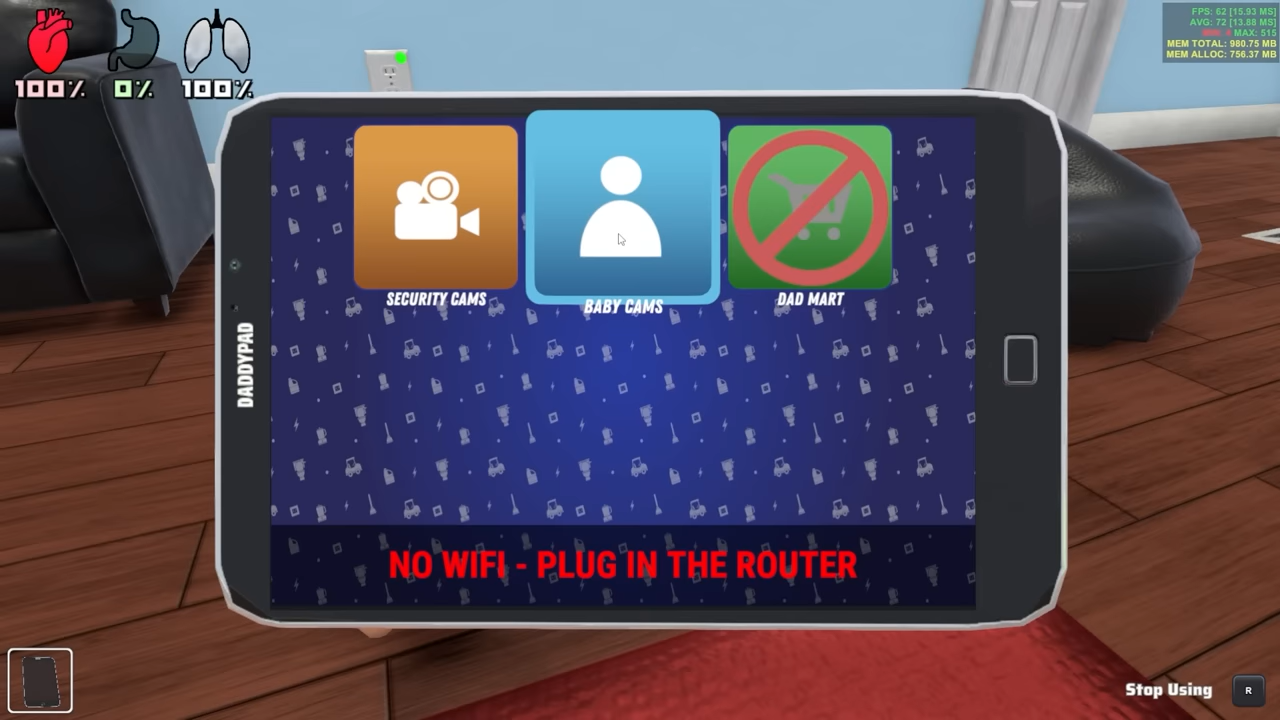 FPS: 62 [15.93 MS]
AVG: 72 [13.88 MS]
MAX: 515
MEM TOTAL: 980.75 MB
MEM ALLOC: 756.37 MB
100% 0% 100%
SECURITY CAMS
BABY CAMS
DAD MART
DADDYPAD
NO WIFI - PLUG IN THE ROUTER
Stop Using R